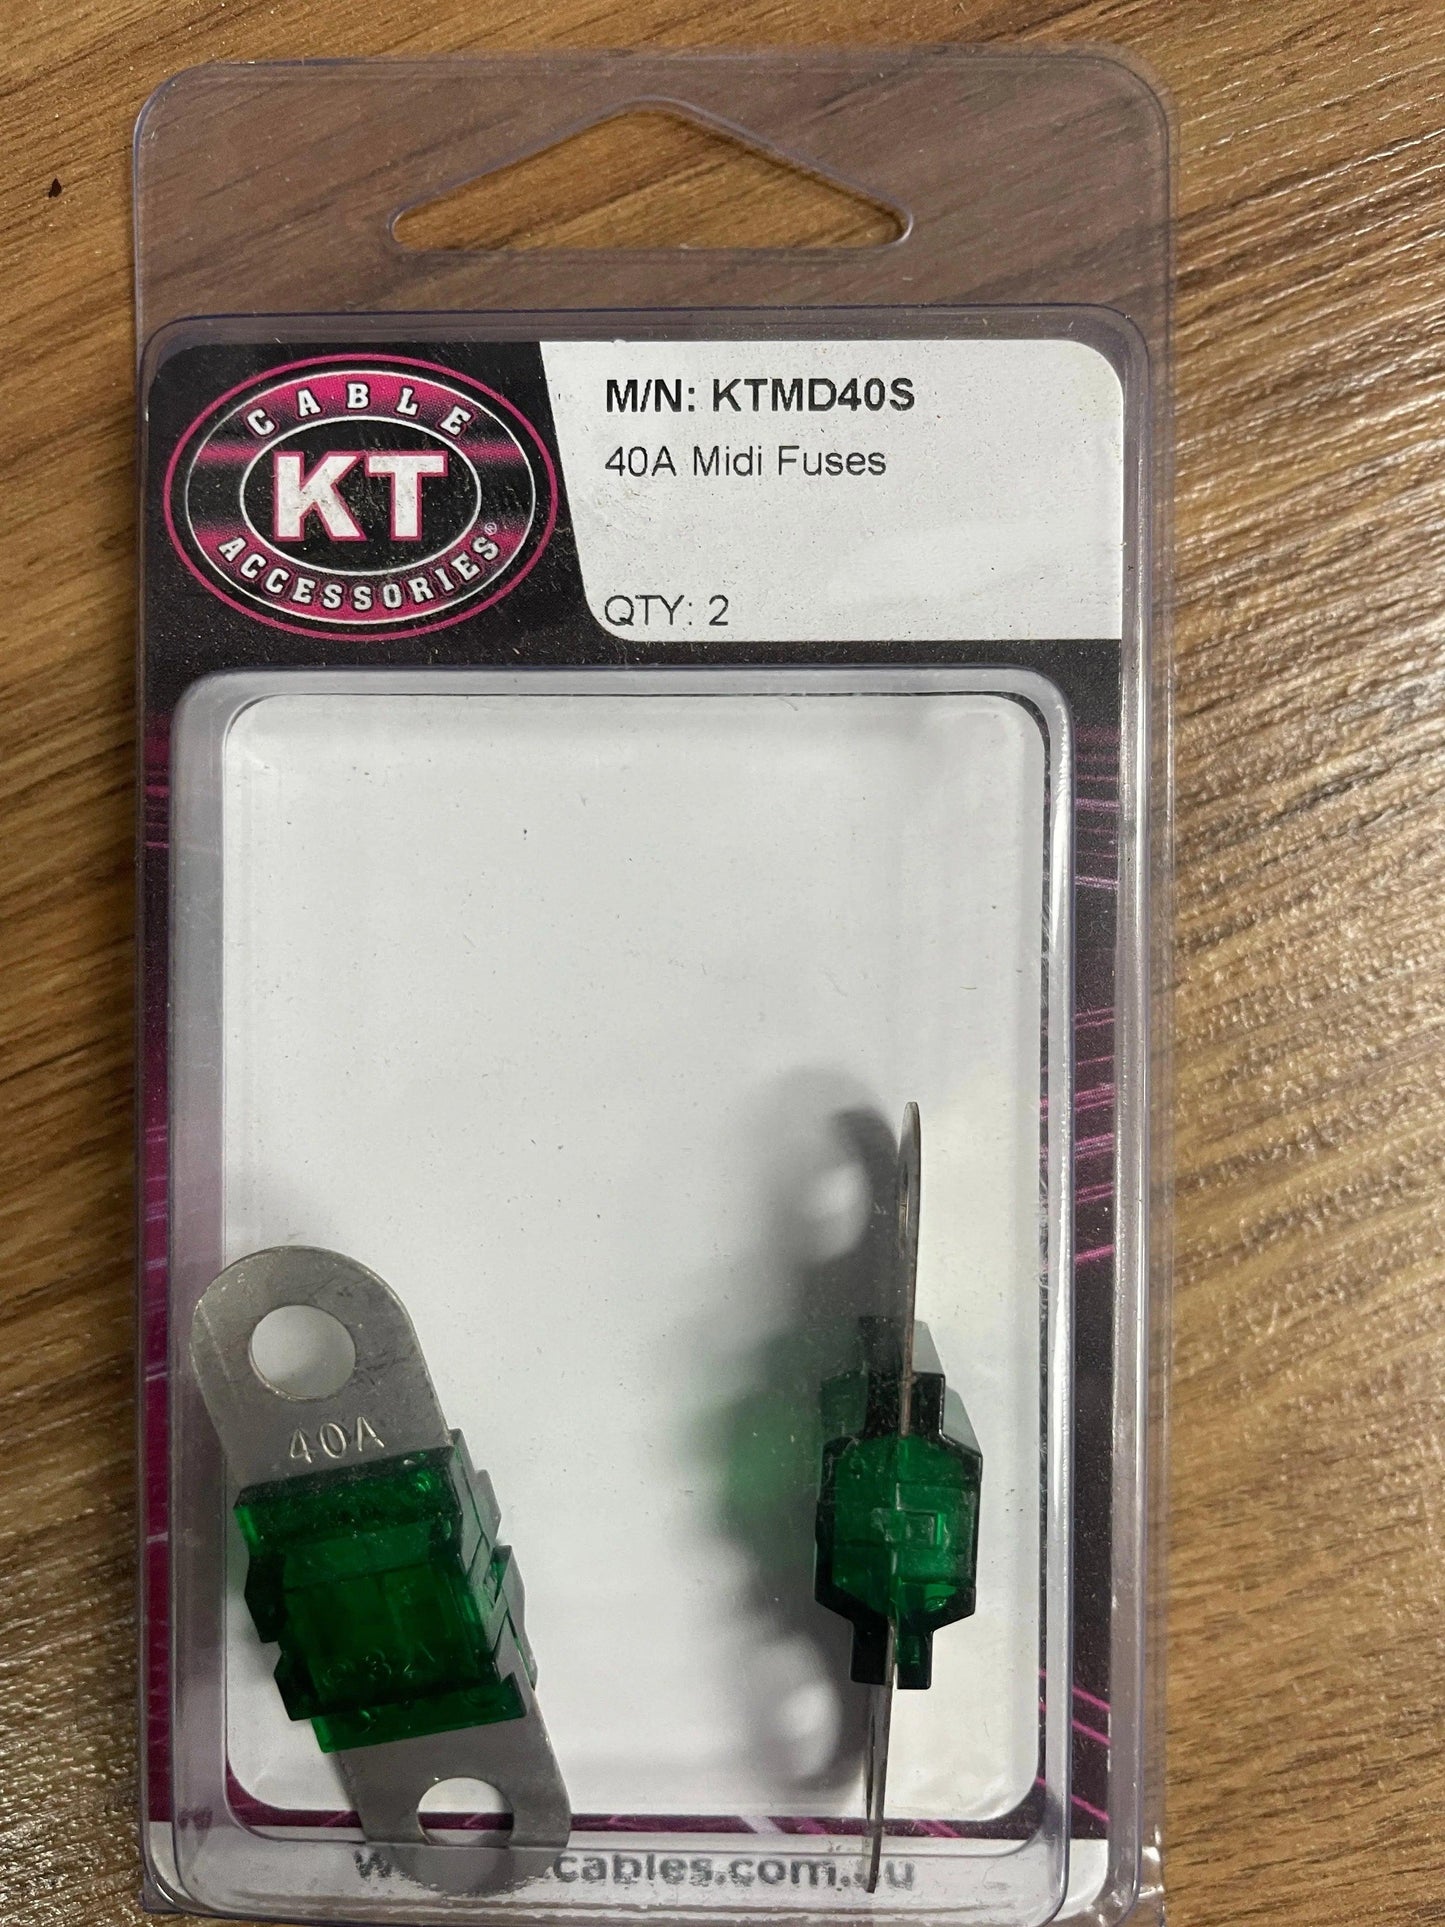 CABLE
KT
ACCESSORIES®
M/N: KTMD40S
40A Midi Fuses
QTY: 2
40A